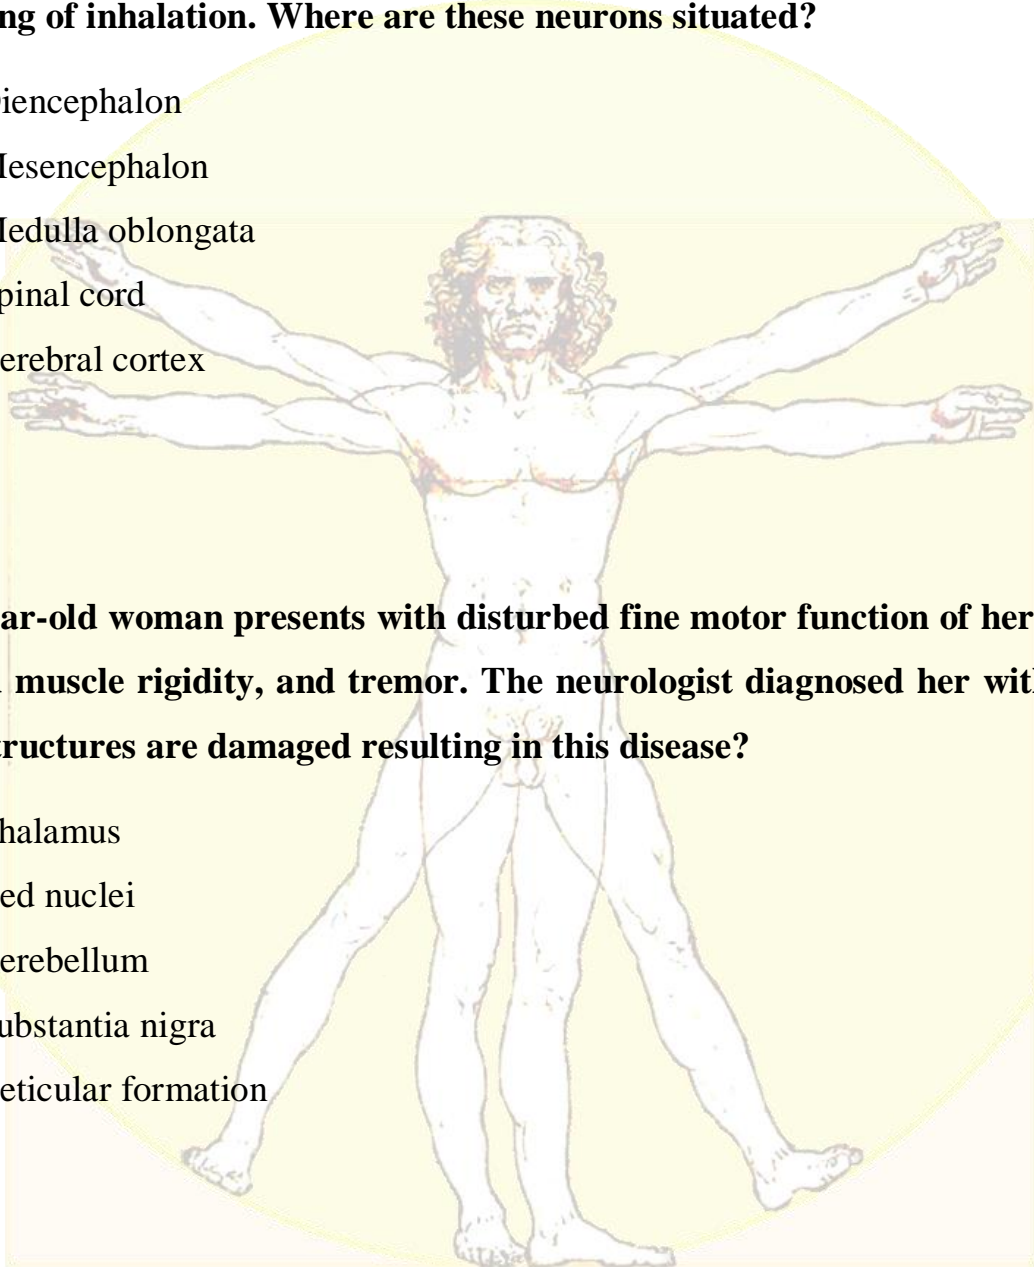 ng of inhalation. Where are these neurons situated?
iencephalon
esencephalon
edulla oblongata
pinal cord
erebral cortex
ar-old woman presents with disturbed fine motor function of her
muscle rigidity, and tremor. The neurologist diagnosed her with
tructures are damaged resulting in this disease?
halamus
ed nuclei
erebellum
ubstantia nigra
eticular formation